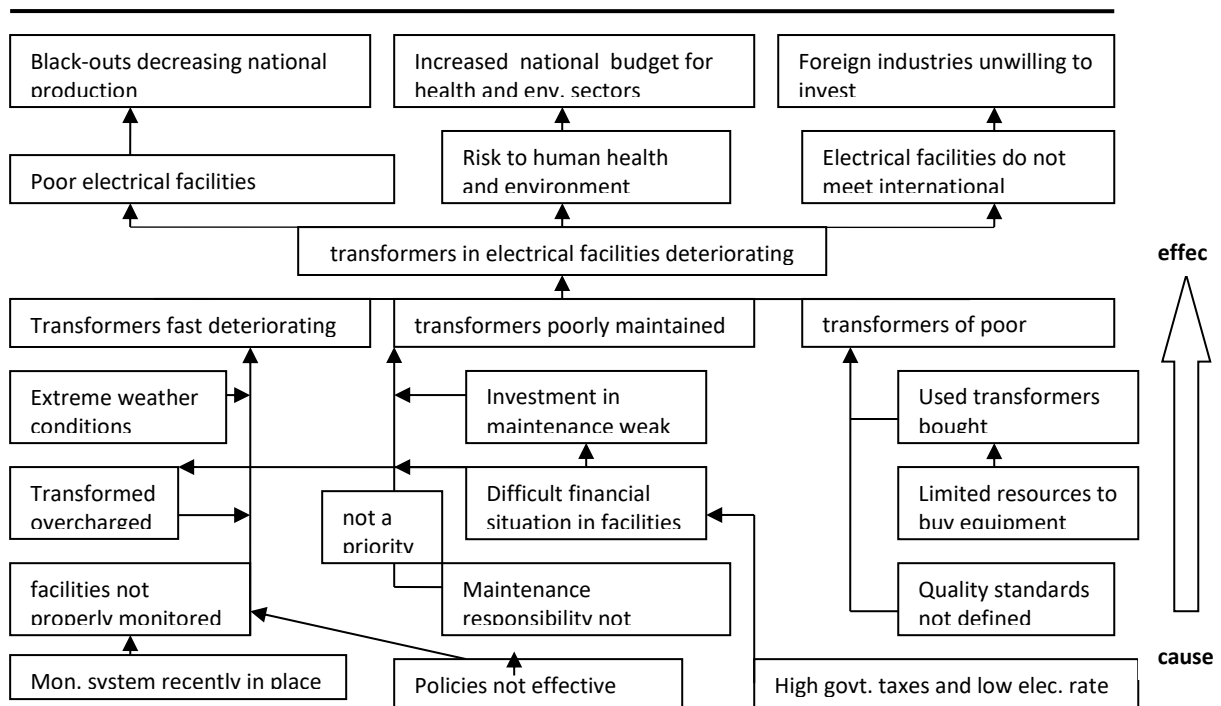 Black-outs decreasing national
production
Increased national budget for
health and env. sectors
Foreign industries unwilling to
invest
Poor electrical facilities
Risk to human health
and environment
Electrical facilities do not
meet international
transformers in electrical facilities deteriorating
effec
Transformers fast deteriorating
transformers poorly maintained
transformers of poor
Extreme weather
conditions
Investment in
maintenance weak
Used transformers
bought
Transformed
overcharged
not a
priority
Difficult financial
situation in facilities
Limited resources to
buy equipment
facilities not
properly monitored
Maintenance
responsibility not
Quality standards
not defined
cause
Mon. system recently in place
Policies not effective
High govt. taxes and low elec. rate